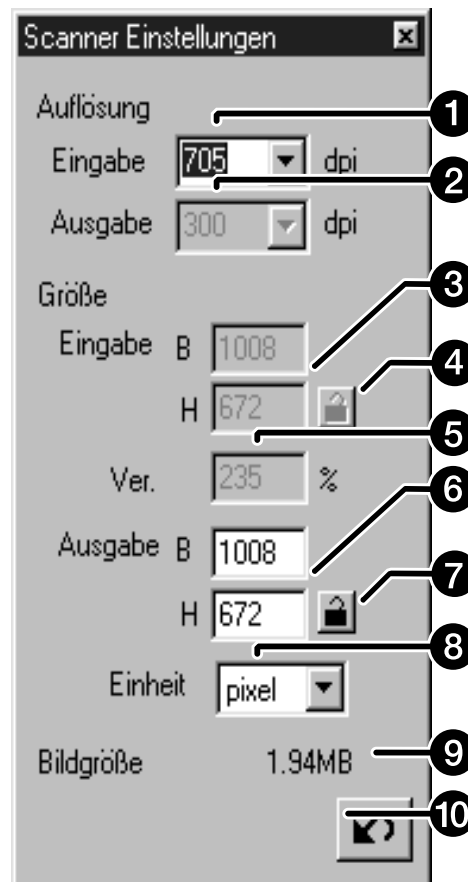 Scanner Einstellungen
Auflösung
1
Eingabe 705 dpi
2
Ausgabe 300 dpi
Größe
3
Eingabe B 1008
4
H 672
5
Ver. 235 %
6
Ausgabe B 1008
7
H 672
8
Einheit pixel
Bildgröße 1.94MB 9
10